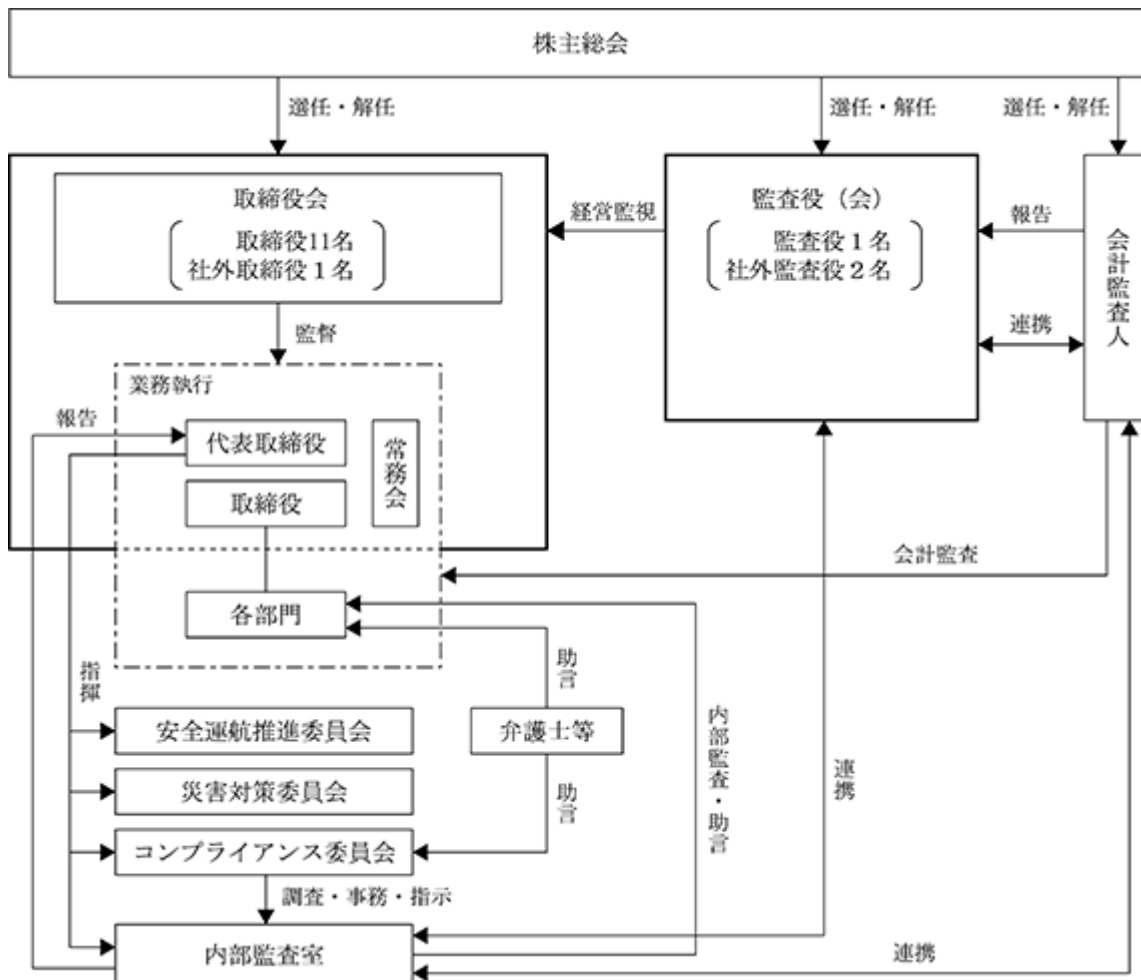 株主総会
選任・解任
選任・解任
選任・解任
取締役会
取締役11名
社外取締役1名
経営監視
監査役（会）
監査役1名
社外監査役2名
報告
連携
会計監査人
監督
業務執行
報告
代表取締役
常務会
取締役
会計監査
各部門
指揮
助言
安全運航推進委員会
弁護士等
内部監査・助言
連携
災害対策委員会
助言
コンプライアンス委員会
調査・事務・指示
内部監査室
連携